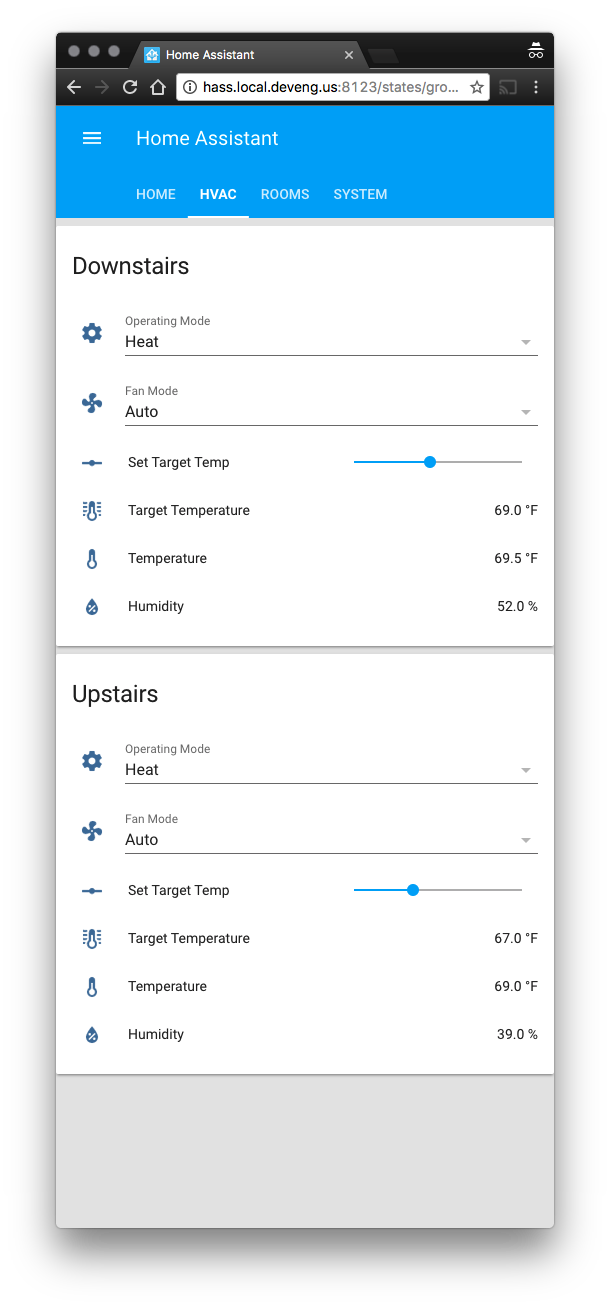 Home Assistant
hass.local.deveng.us:8123/states/gro...
Home Assistant
HOME HVAC ROOMS SYSTEM
Downstairs
Operating Mode
Heat
Fan Mode
Auto
Set Target Temp
Target Temperature 69.0 °F
Temperature 69.5 °F
Humidity 52.0 %
Upstairs
Operating Mode
Heat
Fan Mode
Auto
Set Target Temp
Target Temperature 67.0 °F
Temperature 69.0 °F
Humidity 39.0 %